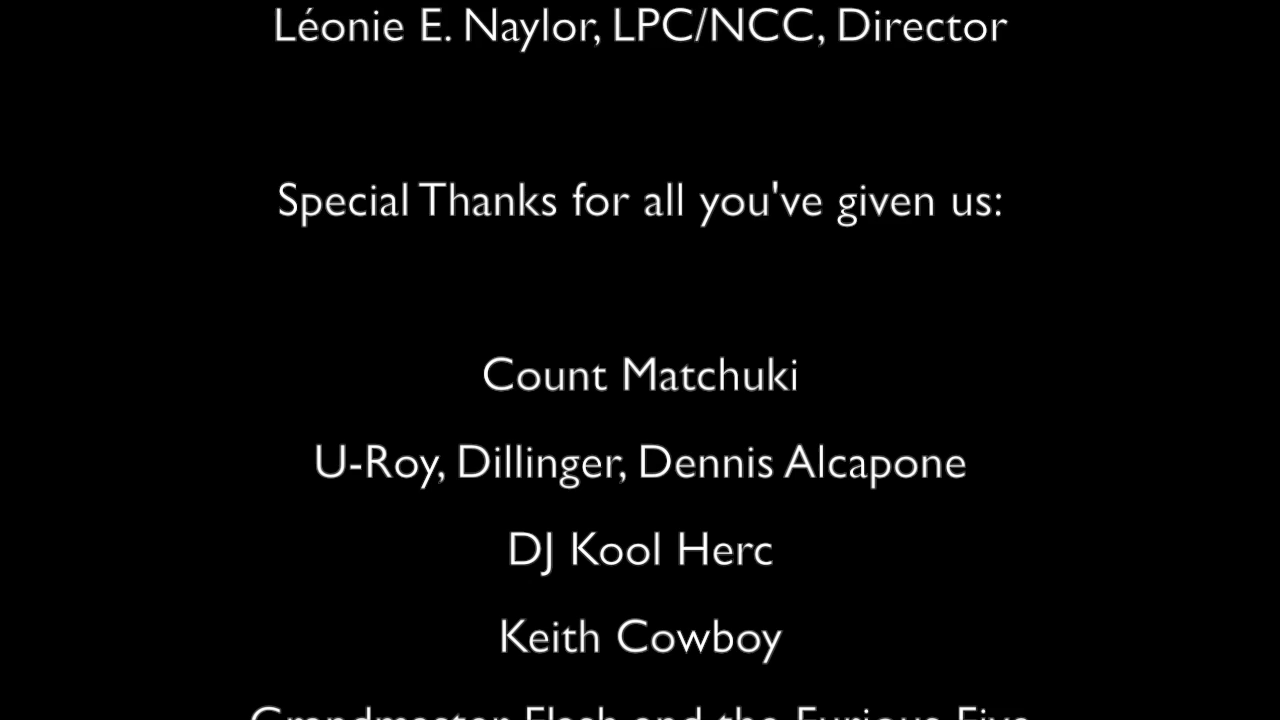 Léonie E. Naylor, LPC/NCC, Director
Special Thanks for all you've given us:
Count Matchuki
U-Roy, Dillinger, Dennis Alcapone
DJ Kool Herc
Keith Cowboy
Grandmaster Flash and the Furious Five